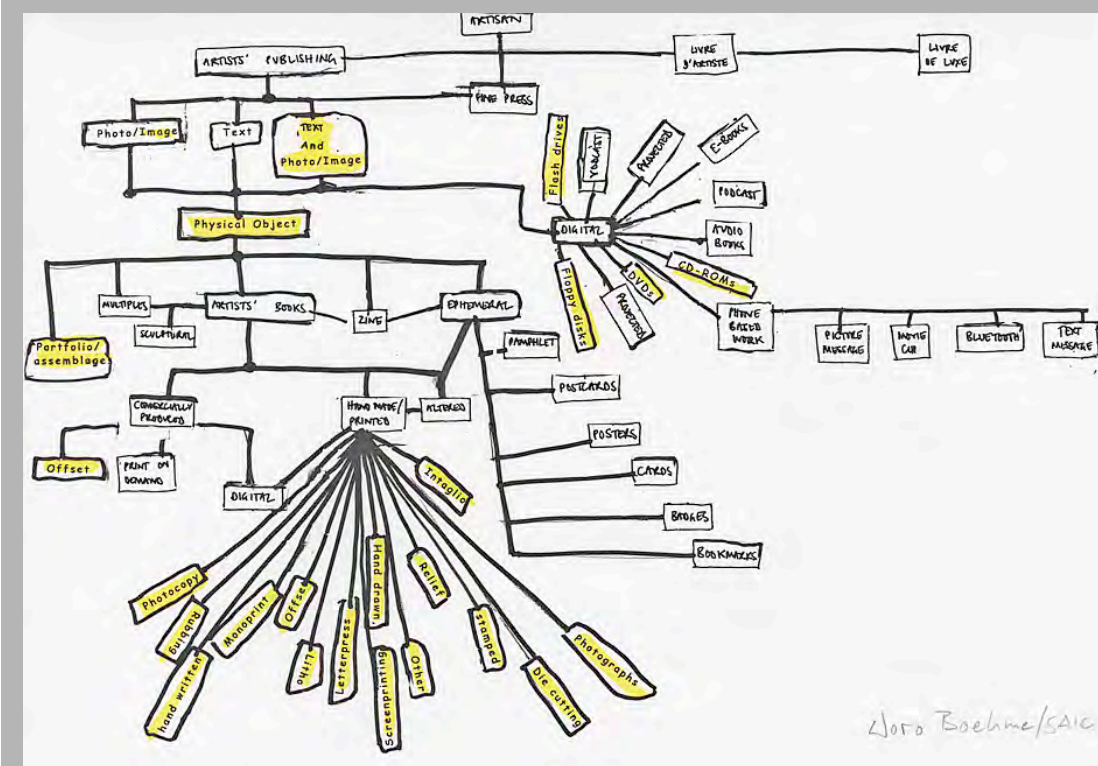 ARTISAN
ARTISTS' PUBLISHING
LIVRE
D'ARTISTE
LIVRE
DE LUXE
FINE PRESS
Photo/Image
Text
TEXT
And
Photo/Image
Flash drives
VODCAST
PROJECTED
E-BOOKS
PODCAST
DIGITAL
AUDIO
BOOKS
CD-ROMs
DVDs
PROJECTED
Floppy disks
PHONE
BASED
WORK
PICTURE
MESSAGE
MOVIE
CLIP
BLUETOOTH
TEXT
MESSAGE
Physical Object
MULTIPLES
SCULPTURAL
ARTISTS' BOOKS
ZINE
EPHEMERAL
Portfolio/
assemblage
PAMPHLET
POSTCARDS
POSTERS
CARDS
BADGES
BOOKMARKS
COMERCIALLY
PRODUCED
HAND MADE/
PRINTED
ALTERED
Offset
PRINT ON
DEMAND
DIGITAL
Intaglio
Photocopy
Rubbing
hand written
Monoprint
Offset
Litho
Letterpress
Hand drawn
Screenprinting
Other
Relief
stamped
Die cutting
Photographs
Doro Boehme/SAIC